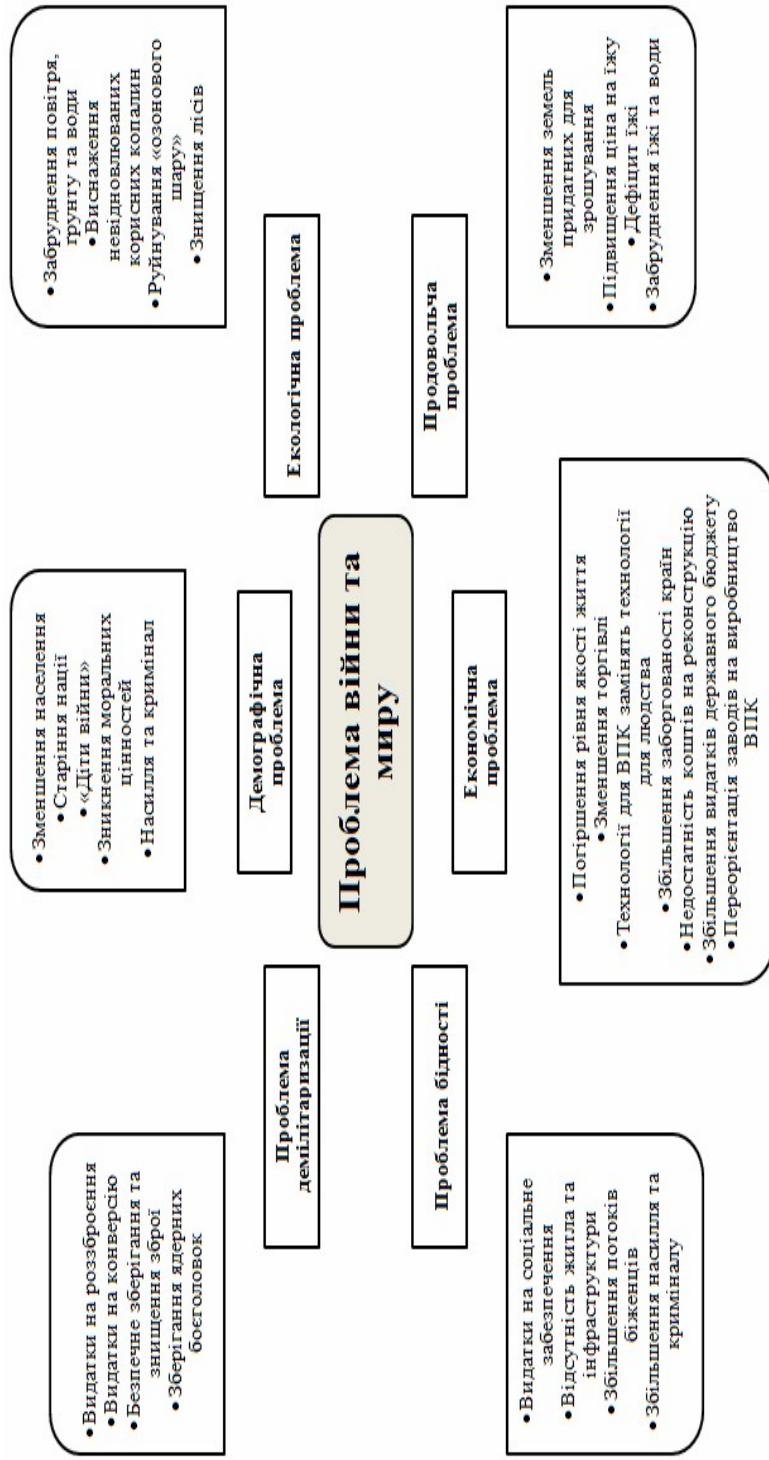 • Видатки на роззброєння
• Видатки на конверсію
• Безпечне зберігання та
знищення зброї
• Зберігання ядерних
боєголовок
• Зменшення населення
• Старіння нації
• «Діти війни»
• Зникнення моральних
цінностей
• Насилля та кримінал
• Забруднення повітря,
грунту та води
• Виснаження
невідновлюваних
корисних копалин
• Руйнування «озонового
шару»
• Знищення лісів
Проблема
демілітаризації
Демографічна
проблема
Екологічна проблема
Проблема війни та
миру
Проблема бідності
Економічна
проблема
Продовольча
проблема
• Видатки на соціальне
забезпечення
• Відсутність житла та
інфраструктури
• Збільшення потоків
біженців
• Збільшення насилля та
криміналу
• Погіршення рівня якості життя
• Зменшення торгівлі
• Технології для ВПК замінять технології
для людства
• Збільшення заборгованості країн
• Недостатність коштів на реконструкцію
• Збільшення видатків державного бюджету
• Переорієнтація заводів на виробництво
ВПК
• Зменшення земель
придатних для
зрошування
• Підвищення ціна на їжу
• Дефіцит їжі
• Забруднення їжі та води